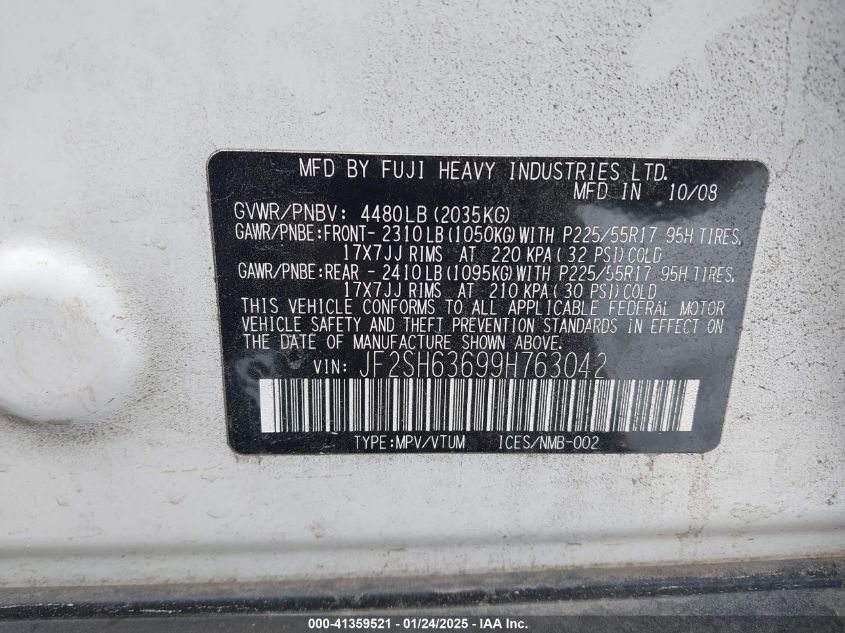 MFD BY FUJI HEAVY INDUSTRIES LTD.
MFD IN 10/08
GVWR/PNBV: 4480LB(2035KG)
GAWR/PNBE:FRONT- 2310LB(1050KG)WITH P225/55R17 95H TIRES,
17X7JJ RIMS AT 220 KPA(32 PSI)COLD
GAWR/PNBE:REAR - 2410LB(1095KG)WITH P225/55R17 95H TIRES,
17X7JJ RIMS AT 210 KPA(30 PSI)COLD
THIS VEHICLE CONFORMS TO ALL APPLICABLE FEDERAL MOTOR
VEHICLE SAFETY AND THEFT PREVENTION STANDARDS IN EFFECT ON
THE DATE OF MANUFACTURE SHOWN ABOVE.
VIN: JF2SH63699H763042
TYPE:MPV/VTUM ICES/NMB-002
000-41359521 | 01/24/2025 | IAAI.com